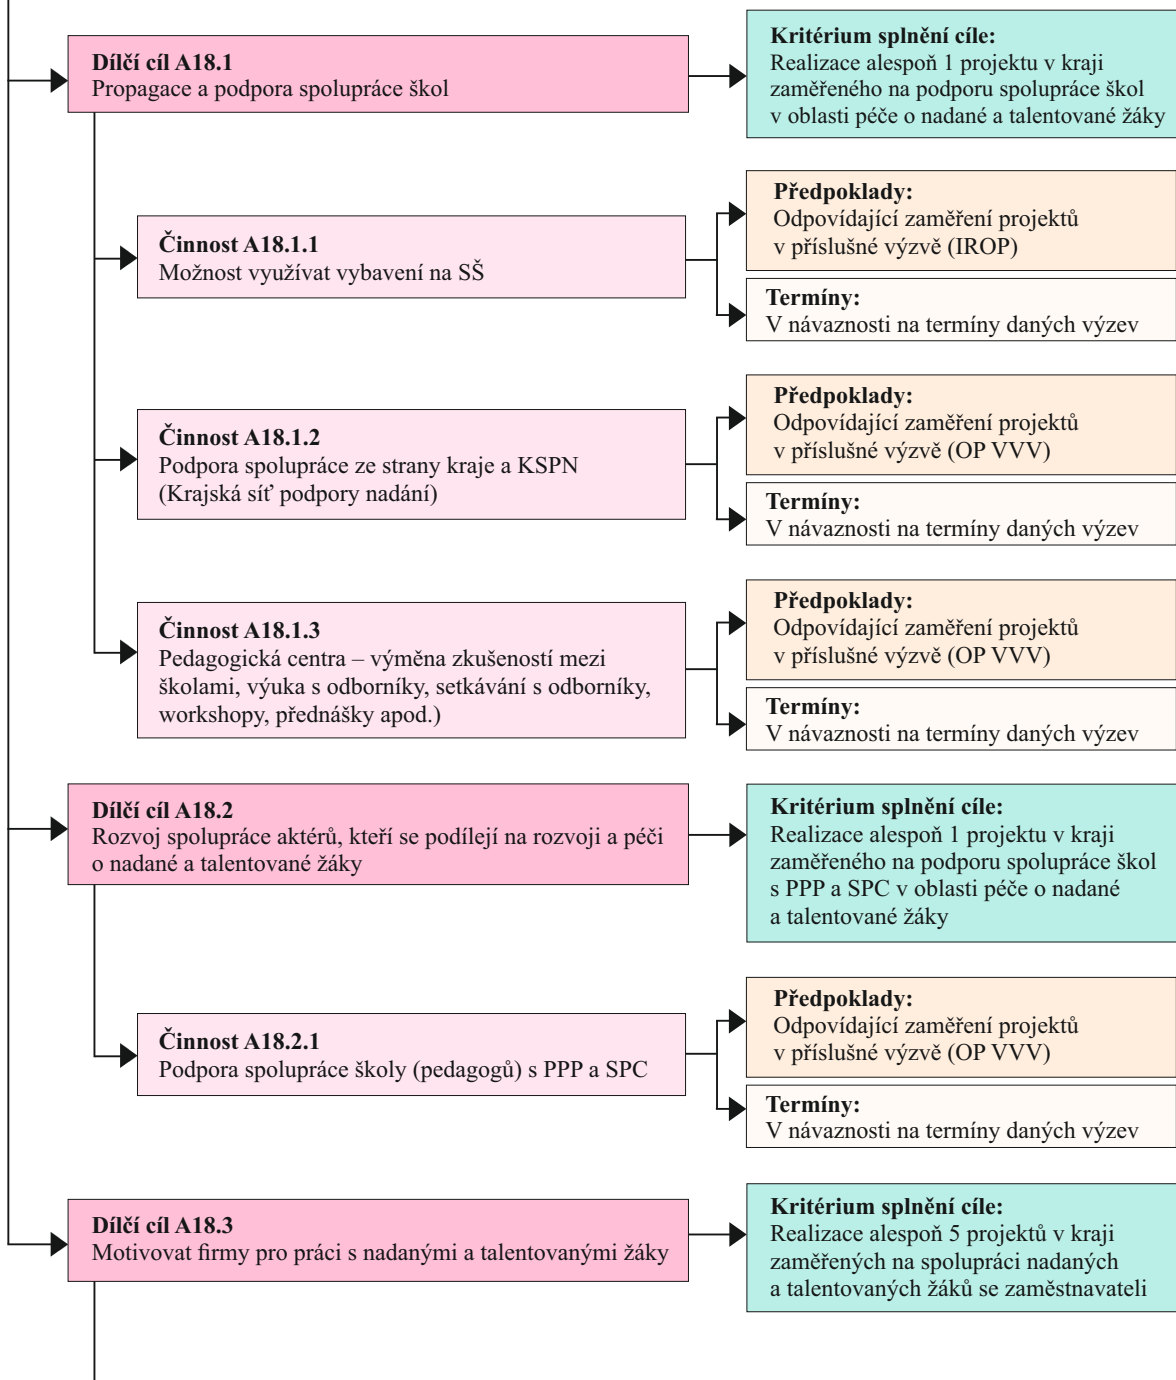 Dílčí cíl A18.1
Propagace a podpora spolupráce škol
Kritérium splnění cíle:
Realizace alespoň 1 projektu v kraji
zaměřeného na podporu spolupráce škol
v oblasti péče o nadané a talentované žáky
Činnost A18.1.1
Možnost využívat vybavení na SŠ
Předpoklady:
Odpovídající zaměření projektů
v příslušné výzvě (IROP)
Termíny:
V návaznosti na termíny daných výzev
Činnost A18.1.2
Podpora spolupráce ze strany kraje a KSPN
(Krajská síť podpory nadání)
Předpoklady:
Odpovídající zaměření projektů
v příslušné výzvě (OP VVV)
Termíny:
V návaznosti na termíny daných výzev
Činnost A18.1.3
Pedagogická centra – výměna zkušeností mezi
školami, výuka s odborníky, setkávání s odborníky,
workshopy, přednášky apod.)
Předpoklady:
Odpovídající zaměření projektů
v příslušné výzvě (OP VVV)
Termíny:
V návaznosti na termíny daných výzev
Dílčí cíl A18.2
Rozvoj spolupráce aktérů, kteří se podílejí na rozvoji a péči
o nadané a talentované žáky
Kritérium splnění cíle:
Realizace alespoň 1 projektu v kraji
zaměřeného na podporu spolupráce škol
s PPP a SPC v oblasti péče o nadané
a talentované žáky
Činnost A18.2.1
Podpora spolupráce školy (pedagogů) s PPP a SPC
Předpoklady:
Odpovídající zaměření projektů
v příslušné výzvě (OP VVV)
Termíny:
V návaznosti na termíny daných výzev
Dílčí cíl A18.3
Motivovat firmy pro práci s nadanými a talentovanými žáky
Kritérium splnění cíle:
Realizace alespoň 5 projektů v kraji
zaměřených na spolupráci nadaných
a talentovaných žáků se zaměstnavateli